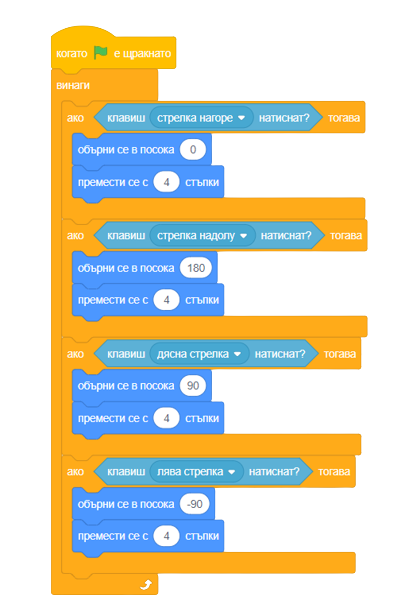 когато е щракнато
винаги
ако клавиш стрелка нагоре натиснат? тогава
обърни се в посока 0
премести се с 4 стъпки
ако клавиш стрелка надолу натиснат? тогава
обърни се в посока 180
премести се с 4 стъпки
ако клавиш дясна стрелка натиснат? тогава
обърни се в посока 90
премести се с 4 стъпки
ако клавиш лява стрелка натиснат? тогава
обърни се в посока -90
премести се с 4 стъпки